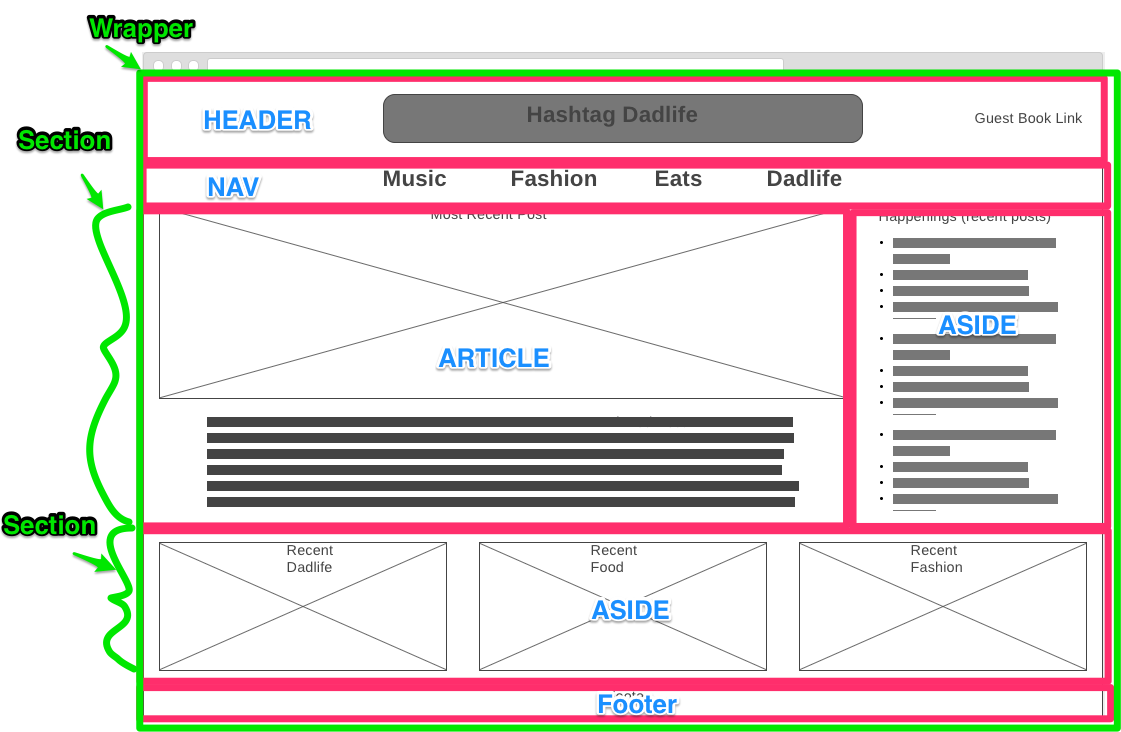 Wrapper
HEADER
Hashtag Dadlife
Guest Book Link
Section
NAV
Music Fashion Eats Dadlife
Most Recent Post
Happenings (recent posts)
ASIDE
ARTICLE
Section
Recent
Dadlife
Recent
Food
Recent
Fashion
ASIDE
Footer